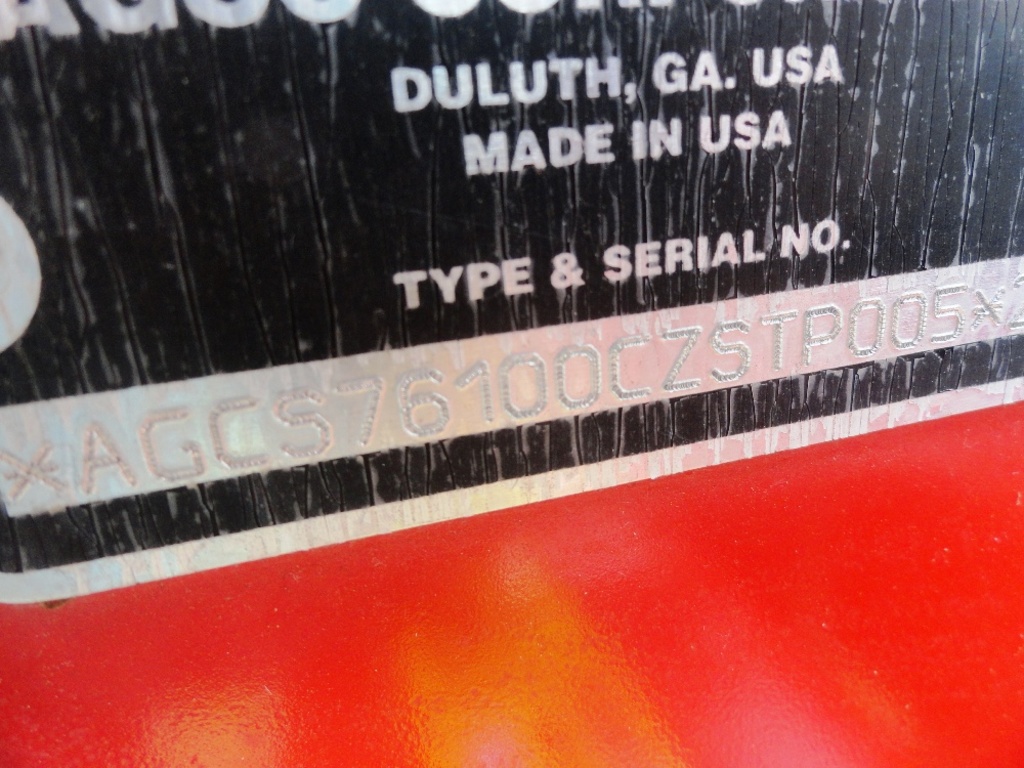 DULUTH, GA. USA
MADE IN USA
TYPE & SERIAL NO.
*AGCS76100CZSTP005*